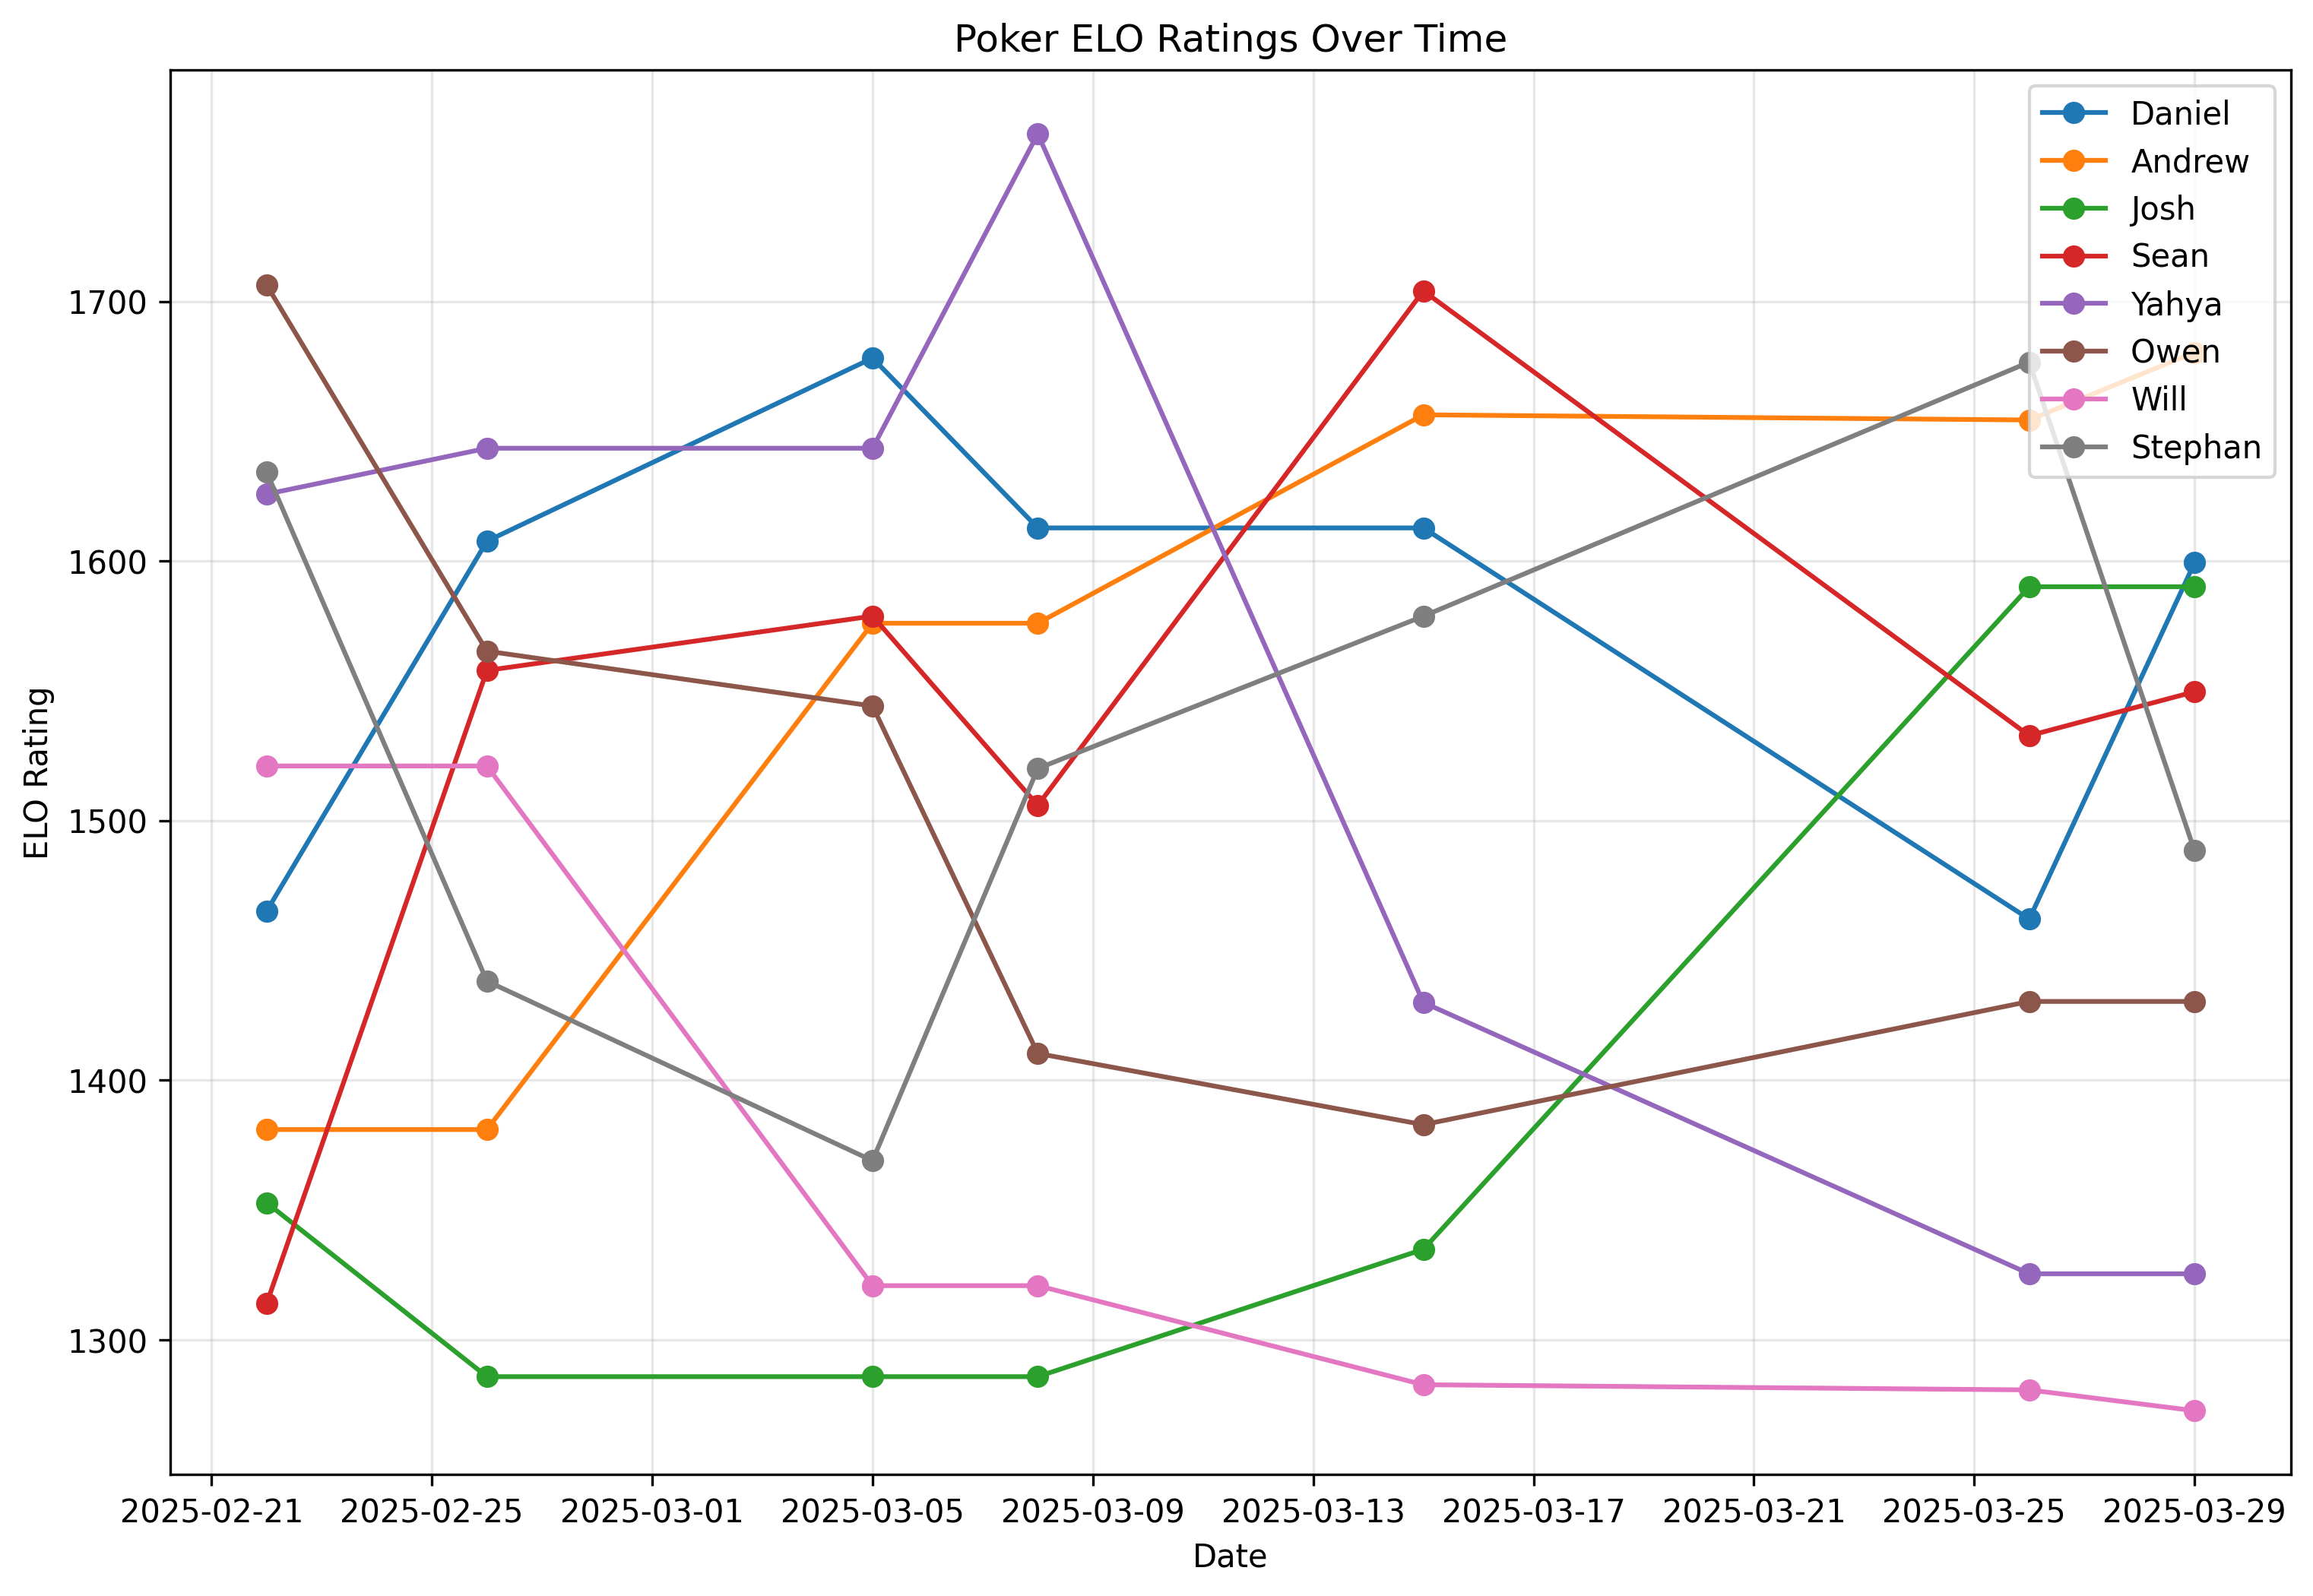 Poker ELO Ratings Over Time
Daniel
Andrew
Josh
Sean
Yahya
Owen
Will
Stephan
ELO Rating
1700
1600
1500
1400
1300
2025-02-21 2025-02-25 2025-03-01 2025-03-05 2025-03-09 2025-03-13 2025-03-17 2025-03-21 2025-03-25 2025-03-29
Date